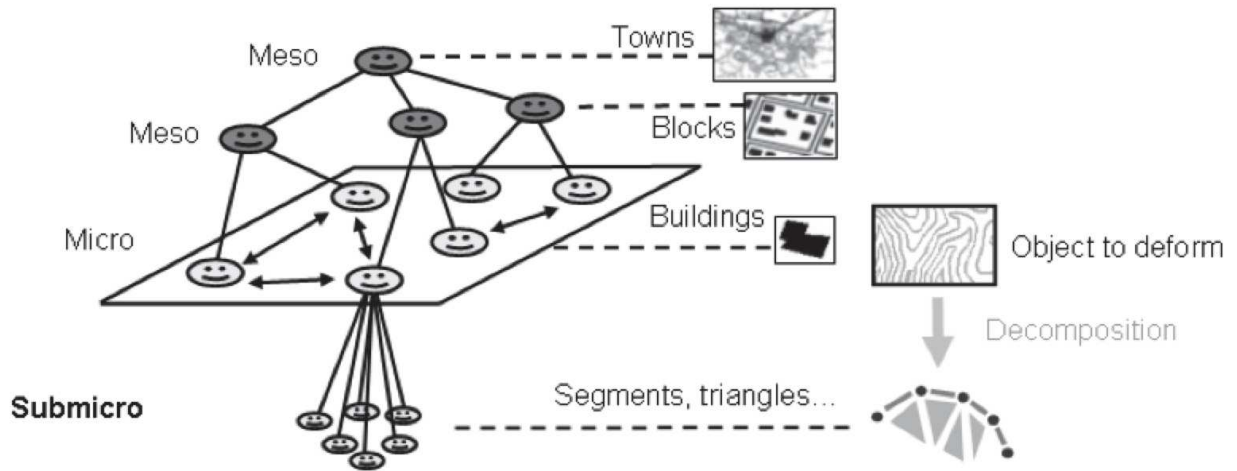 Towns
Meso
Meso
Blocks
Buildings
Micro
Object to deform
Decomposition
Segments, triangles...
Submicro